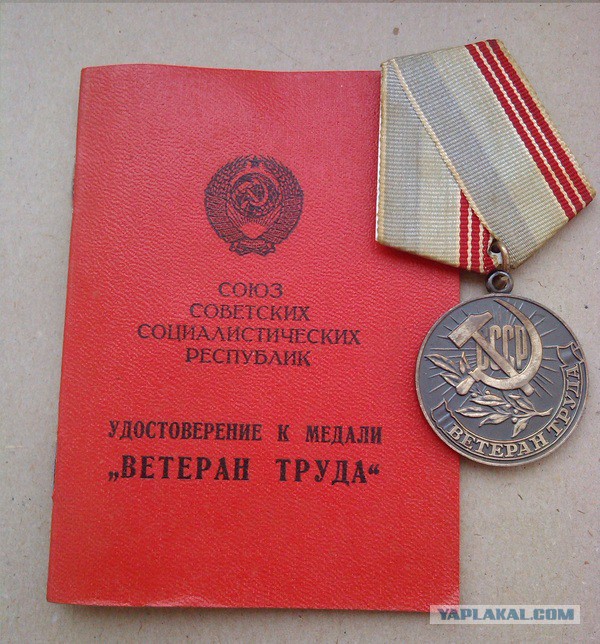 СОЮЗ
СОВЕТСКИХ
СОЦИАЛИСТИЧЕСКИХ
РЕСПУБЛИК
УДОСТОВЕРЕНИЕ К МЕДАЛИ
„ВЕТЕРАН ТРУДА“
СССР
ВЕТЕРАН ТРУДА
YAPLAKAL.COM